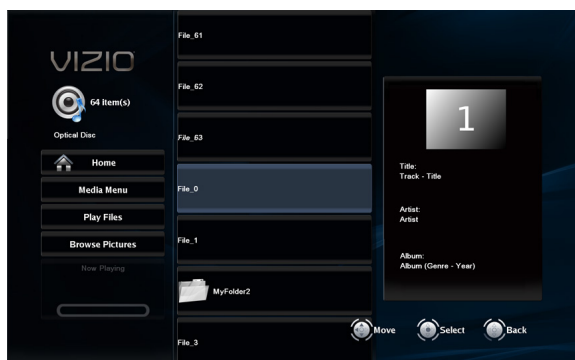 VIZIO
64 item(s)
Optical Disc
Home
Media Menu
Play Files
Browse Pictures
Now Playing
File_61
File_62
File_63
File_0
File_1
MyFolder2
File_3
1
Title:
Track - Title
Artist:
Artist
Album:
Album (Genre - Year)
Move
Select
Back